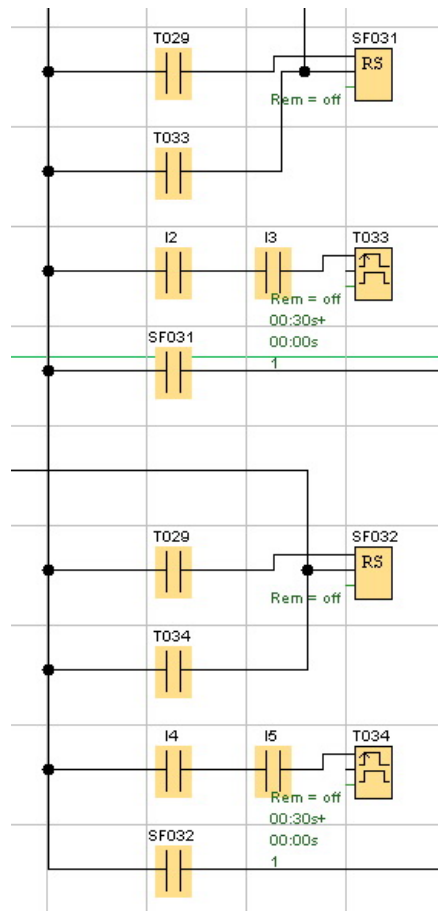 T029
SF031
RS
Rem = off
T033
I2
I3
T033
Rem = off
00:30s+
00:00s
1
SF031
T029
SF032
RS
Rem = off
T034
I4
I5
T034
Rem = off
00:30s+
00:00s
1
SF032